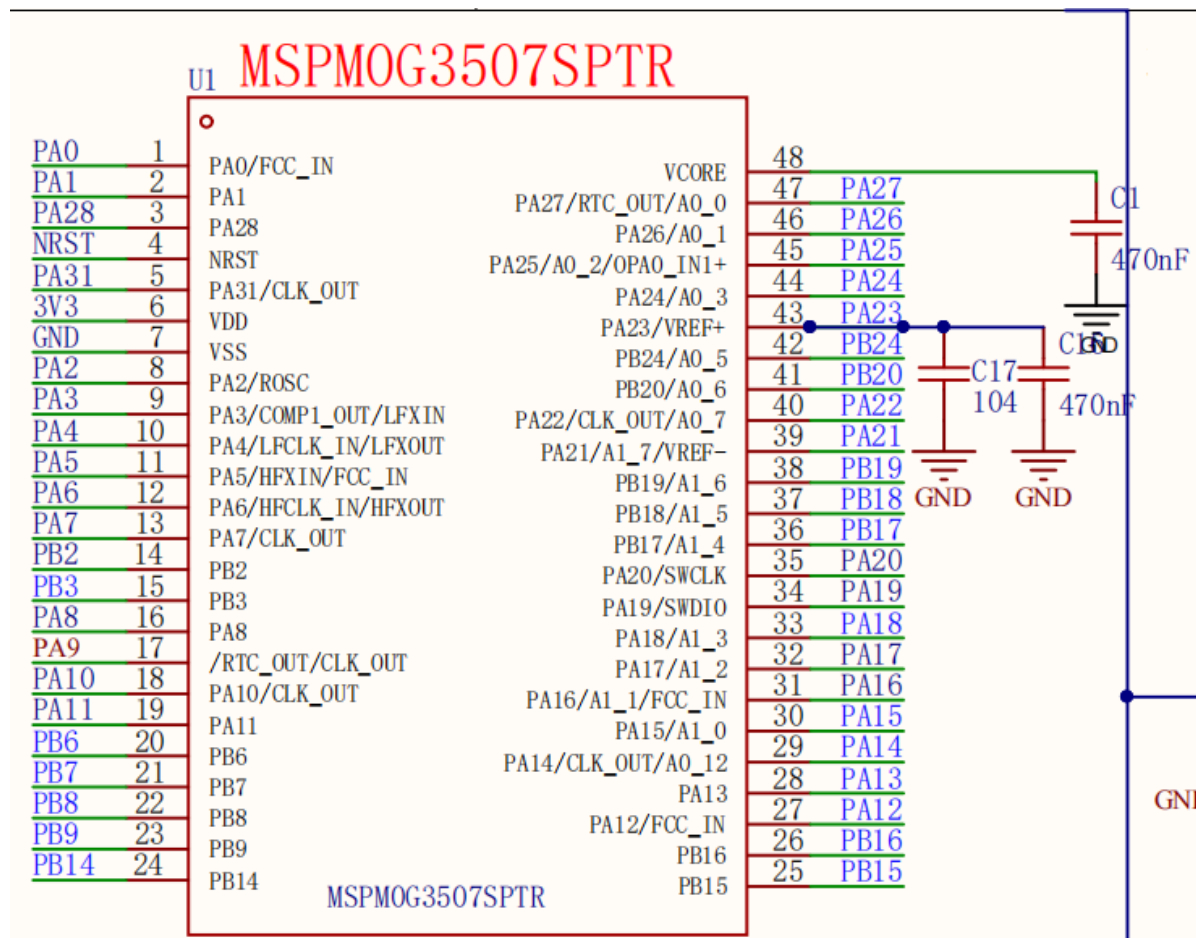 MSPM0G3507SPTR
U1
PA0 1 PA0/FCC_IN
PA1 2 PA1
PA28 3 PA28
NRST 4 NRST
PA31 5 PA31/CLK_OUT
3V3 6 VDD
GND 7 VSS
PA2 8 PA2/ROSC
PA3 9 PA3/COMP1_OUT/LFXIN
PA4 10 PA4/LFCLK_IN/LFXOUT
PA5 11 PA5/HFXIN/FCC_IN
PA6 12 PA6/HFCLK_IN/HFXOUT
PA7 13 PA7/CLK_OUT
PB2 14 PB2
PB3 15 PB3
PA8 16 PA8
PA9 17 /RTC_OUT/CLK_OUT
PA10 18 PA10/CLK_OUT
PA11 19 PA11
PB6 20 PB6
PB7 21 PB7
PB8 22 PB8
PB9 23 PB9
PB14 24 PB14
VCORE 48
PA27/RTC_OUT/A0_0 47 PA27
PA26/A0_1 46 PA26
PA25/A0_2/OPA0_IN1+ 45 PA25
PA24/A0_3 44 PA24
PA23/VREF+ 43 PA23
PB24/A0_5 42 PB24
PB20/A0_6 41 PB20
PA22/CLK_OUT/A0_7 40 PA22
PA21/A1_7/VREF- 39 PA21
PB19/A1_6 38 PB19
PB18/A1_5 37 PB18
PB17/A1_4 36 PB17
PA20/SWCLK 35 PA20
PA19/SWDIO 34 PA19
PA18/A1_3 33 PA18
PA17/A1_2 32 PA17
PA16/A1_1/FCC_IN 31 PA16
PA15/A1_0 30 PA15
PA14/CLK_OUT/A0_12 29 PA14
PA13 28 PA13
PA12/FCC_IN 27 PA12
PB16 26 PB16
PB15 25 PB15
MSPM0G3507SPTR
C1
470nF
GND
C17
104
GND
470nF
GND